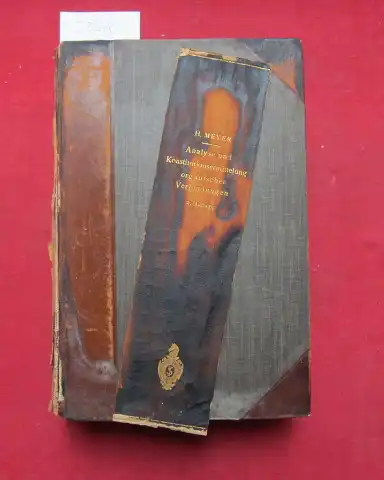 H. MEYER
Analyse und
Konstitutionsermittelung
organischer
Verbindungen